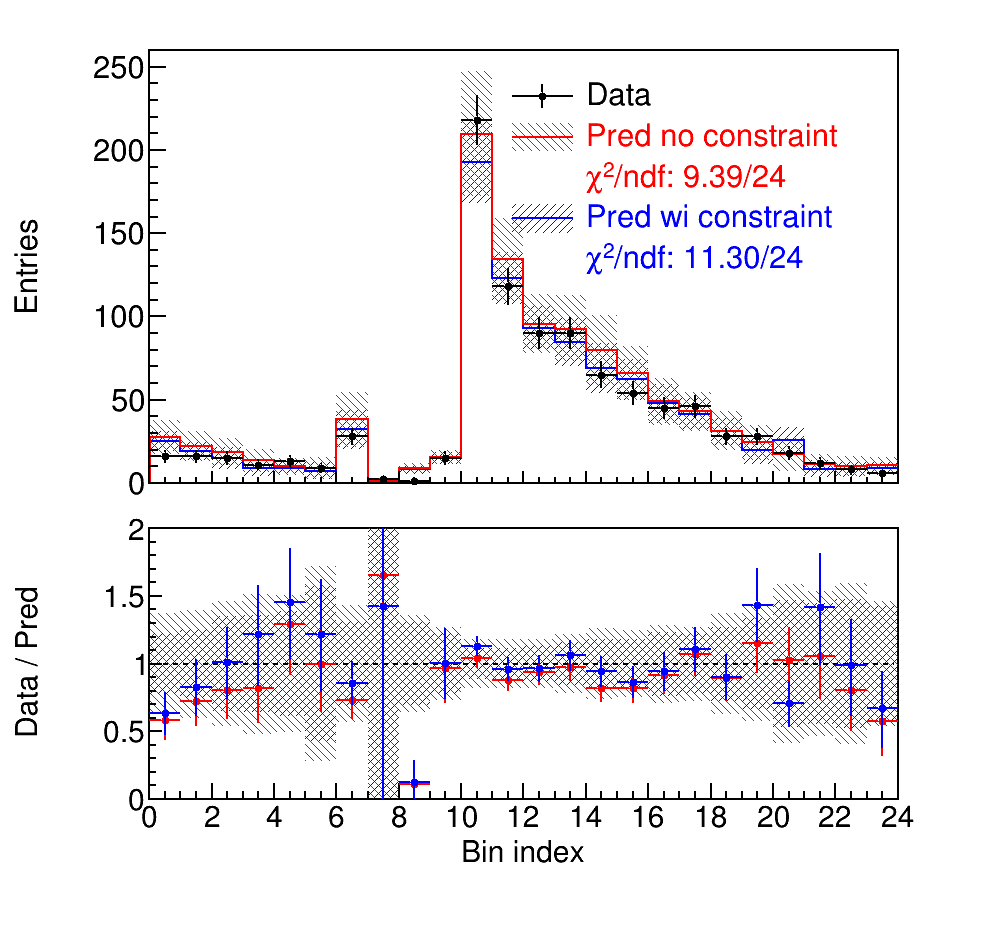 250
200
150
100
50
0
Entries
Data
Pred no constraint
χ²/ndf: 9.39/24
Pred wi constraint
χ²/ndf: 11.30/24
2
1.5
1
0.5
0
Data / Pred
0 2 4 6 8 10 12 14 16 18 20 22 24
Bin index